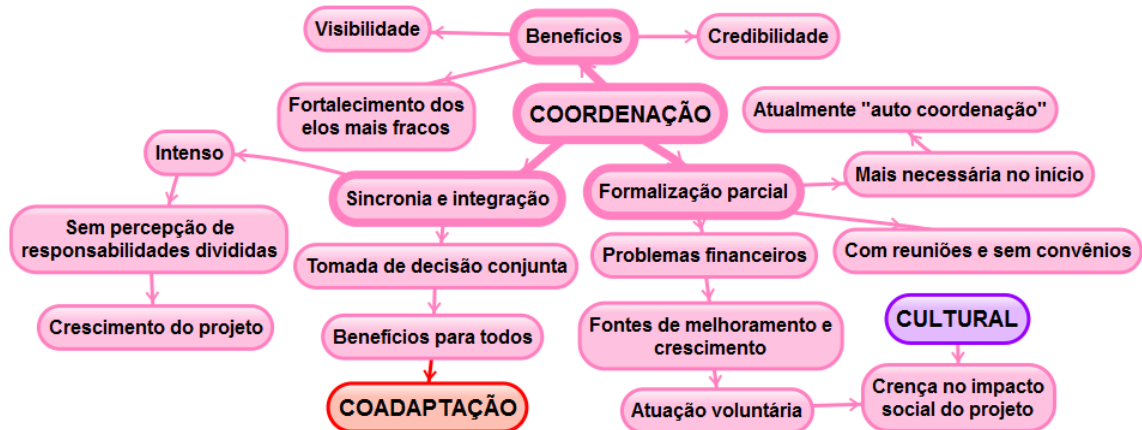 Visibilidade
Benefícios
Credibilidade
Fortalecimento dos
elos mais fracos
COORDENAÇÃO
Atualmente "auto coordenação"
Intenso
Mais necessária no início
Sincronia e integração
Formalização parcial
Sem percepção de
responsabilidades divididas
Tomada de decisão conjunta
Problemas financeiros
Com reuniões e sem convênios
Crescimento do projeto
Benefícios para todos
Fontes de melhoramento e
crescimento
CULTURAL
COADAPTAÇÃO
Atuação voluntária
Crença no impacto
social do projeto